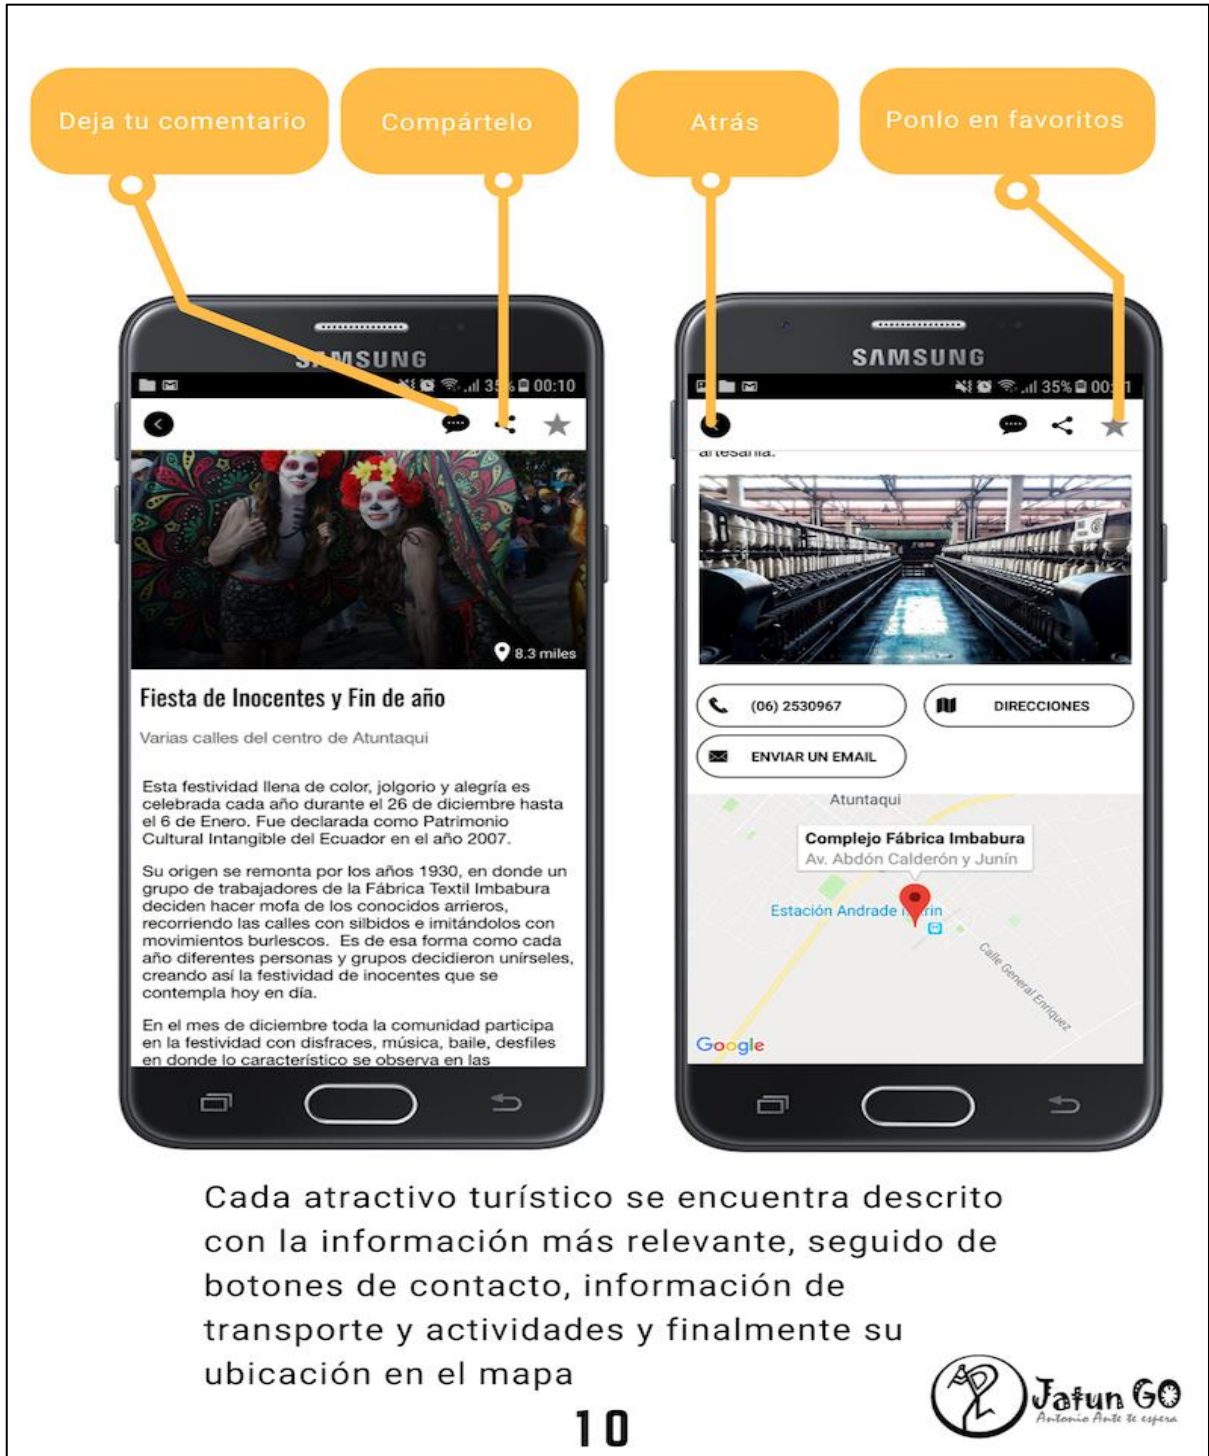 Deja tu comentario
Compártelo
Atrás
Ponlo en favoritos
SAMSUNG
35% 00:10
8.3 miles
Fiesta de Inocentes y Fin de año
Varias calles del centro de Atuntaqui
Esta festividad llena de color, jolgorio y alegría es
celebrada cada año durante el 26 de diciembre hasta
el 6 de Enero. Fue declarada como Patrimonio
Cultural Intangible del Ecuador en el año 2007.
Su origen se remonta por los años 1930, en donde un
grupo de trabajadores de la Fábrica Textil Imbabura
deciden hacer mofa de los conocidos arrieros,
recorriendo las calles con silbidos e imitándolos con
movimientos burlescos. Es de esa forma como cada
año diferentes personas y grupos decidieron unírseles,
creando así la festividad de inocentes que se
contempla hoy en día.
En el mes de diciembre toda la comunidad participa
en la festividad con disfraces, música, baile, desfiles
en donde lo característico se observa en las
SAMSUNG
35%
artesanía.
(06) 2530967
DIRECCIONES
ENVIAR UN EMAIL
Atuntaqui
Complejo Fábrica Imbabura
Av. Abdón Calderón y Junín
Estación Andrade
Calle General Enriquez
Google
Cada atractivo turístico se encuentra descrito
con la información más relevante, seguido de
botones de contacto, información de
transporte y actividades y finalmente su
ubicación en el mapa
10
Jatun GO
Antonio Ante te espera